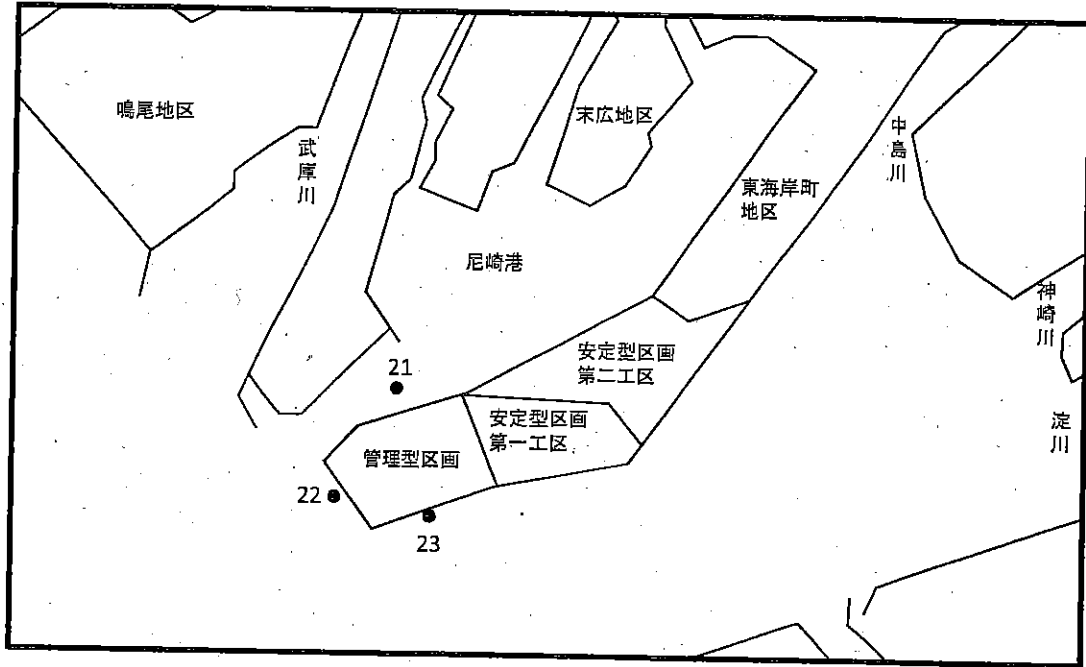 鳴尾地区
武庫川
末広地区
中島川
東海岸町
地区
尼崎港
神崎川
安定型区画
第二工区
21
安定型区画
第一工区
淀川
管理型区画
22
23